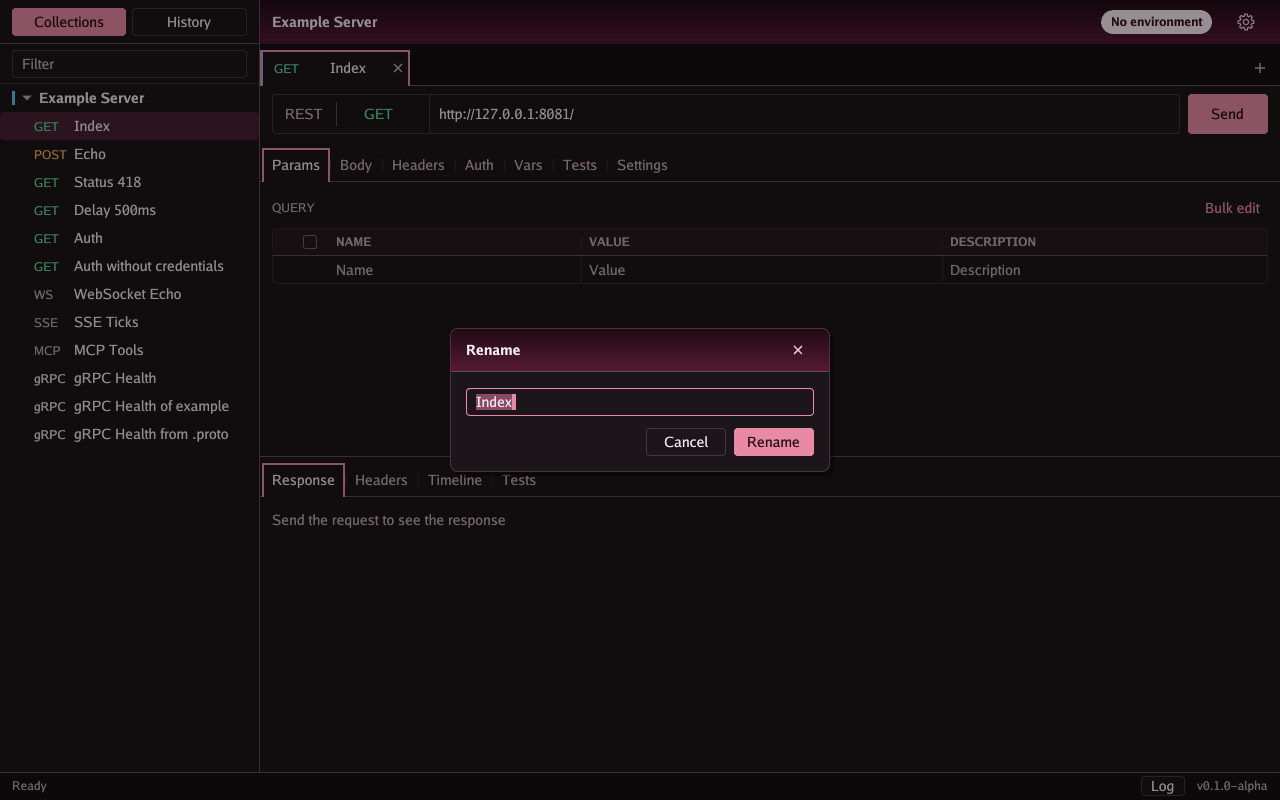 Collections
History
Example Server
No environment
Filter
GET Index
Example Server
GET Index
POST Echo
GET Status 418
GET Delay 500ms
GET Auth
GET Auth without credentials
WS WebSocket Echo
SSE SSE Ticks
MCP MCP Tools
gRPC gRPC Health
gRPC gRPC Health of example
gRPC gRPC Health from .proto
REST GET http://127.0.0.1:8081/ Send
Params Body Headers Auth Vars Tests Settings
QUERY Bulk edit
NAME VALUE DESCRIPTION
Name Value Description
Rename
Index
Cancel Rename
Response Headers Timeline Tests
Send the request to see the response
Ready
Log v0.1.0-alpha